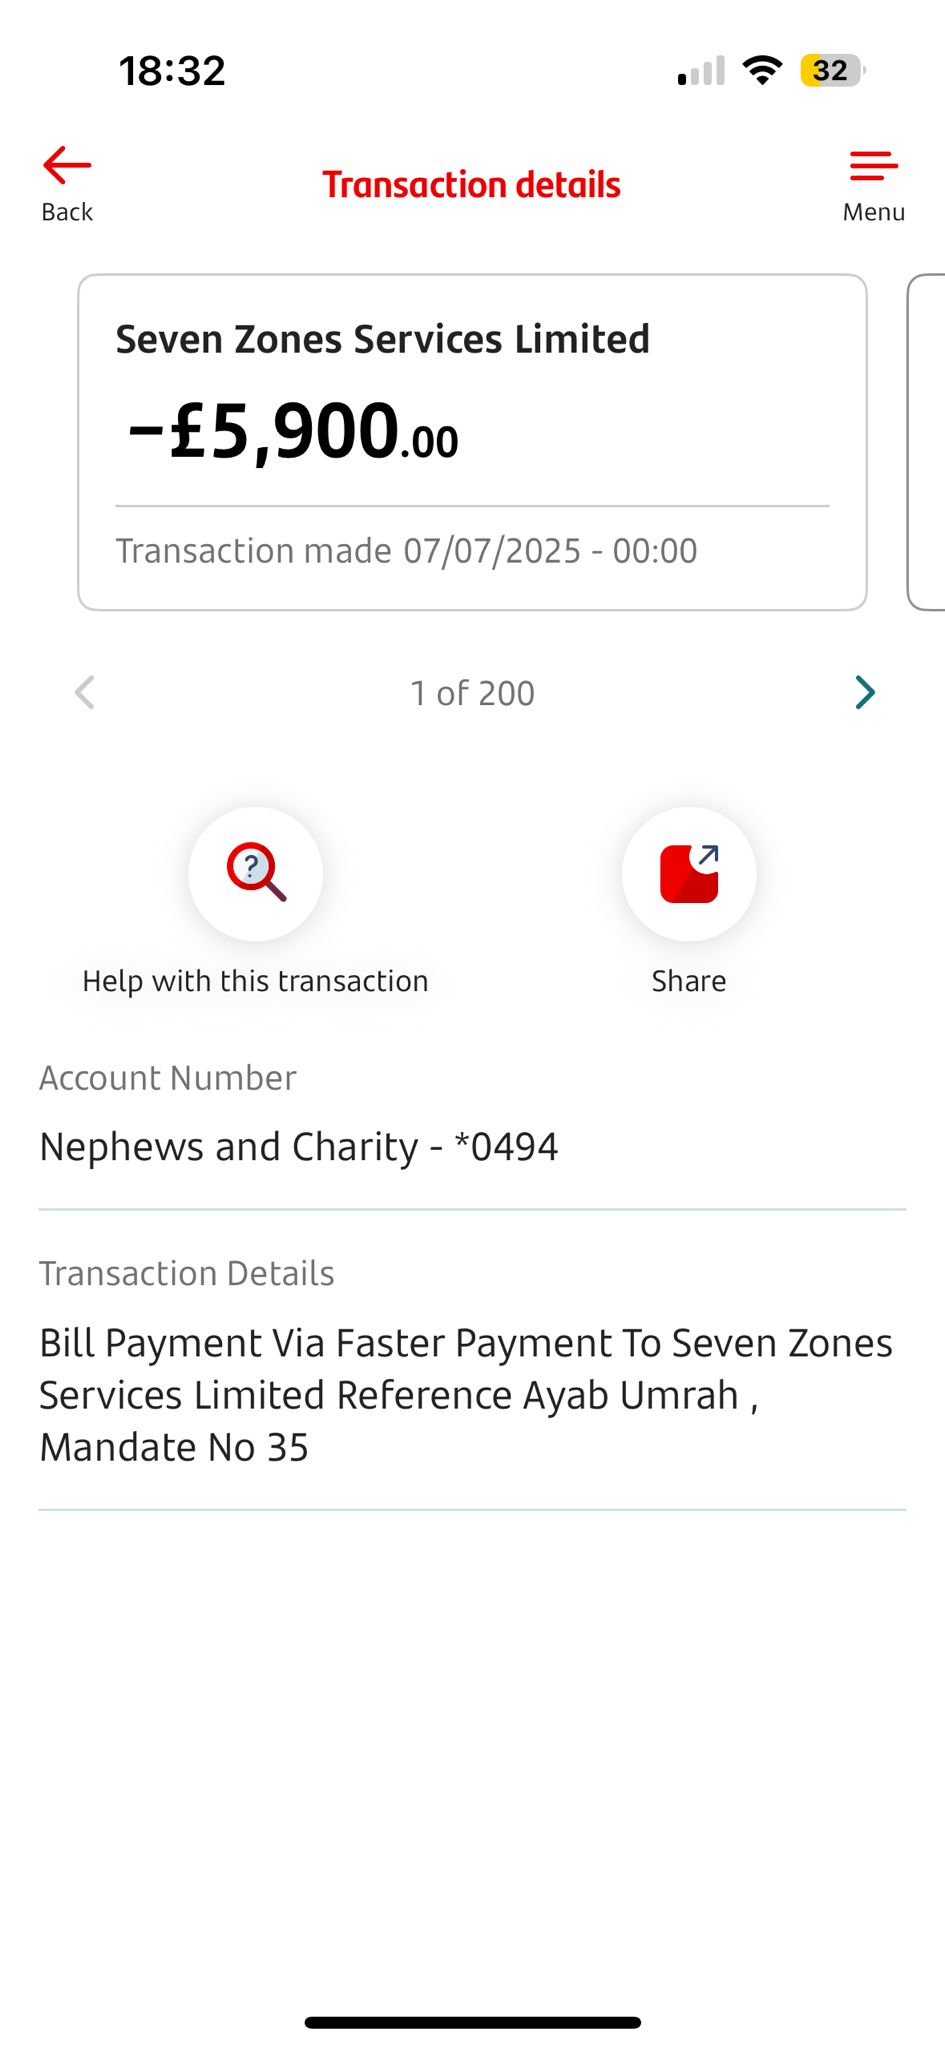 18:32
32
Back
Transaction details
Menu
Seven Zones Services Limited
-£5,900.00
Transaction made 07/07/2025 - 00:00
1 of 200
?
Help with this transaction
Share
Account Number
Nephews and Charity - *0494
Transaction Details
Bill Payment Via Faster Payment To Seven Zones
Services Limited Reference Ayab Umrah ,
Mandate No 35